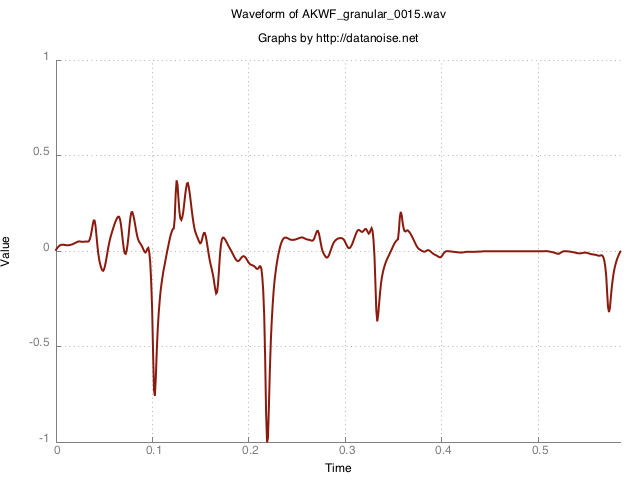 Waveform of AKWF_granular_0015.wav
Graphs by http://datanoise.net
1
0.5
0
-0.5
-1
Value
0 0.1 0.2 0.3 0.4 0.5
Time